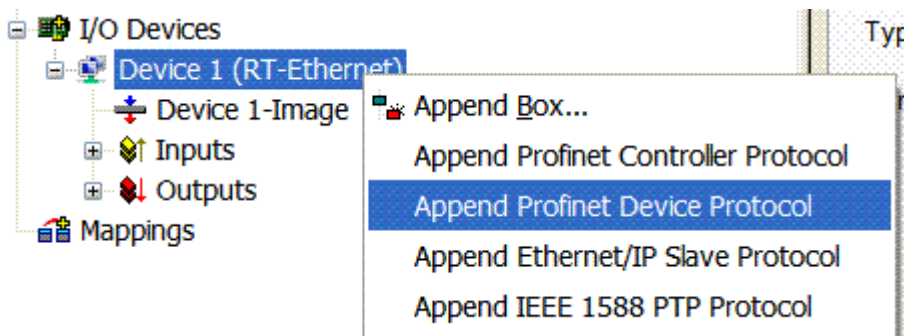 I/O Devices
Device 1 (RT-Ethernet)
Device 1-Image
Inputs
Outputs
Mappings
Append Box...
Append Profinet Controller Protocol
Append Profinet Device Protocol
Append Ethernet/IP Slave Protocol
Append IEEE 1588 PTP Protocol